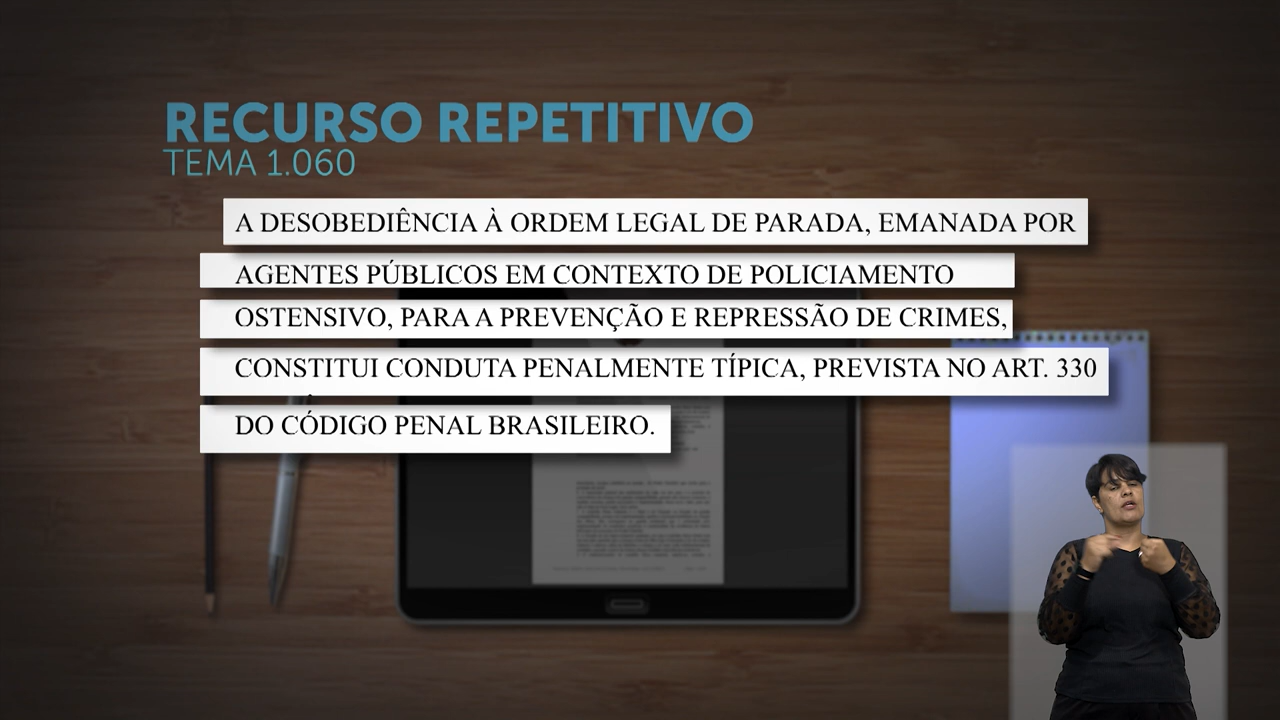 RECURSO REPETITIVO
TEMA 1.060
A DESOBEDIÊNCIA À ORDEM LEGAL DE PARADA, EMANADA POR
AGENTES PÚBLICOS EM CONTEXTO DE POLICIAMENTO
OSTENSIVO, PARA A PREVENÇÃO E REPRESSÃO DE CRIMES,
CONSTITUI CONDUTA PENALMENTE TÍPICA, PREVISTA NO ART. 330
DO CÓDIGO PENAL BRASILEIRO.